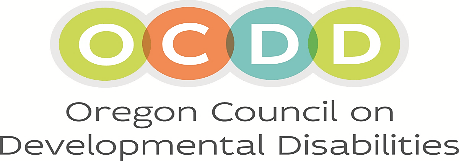 OCDD
Oregon Council on
Developmental Disabilities